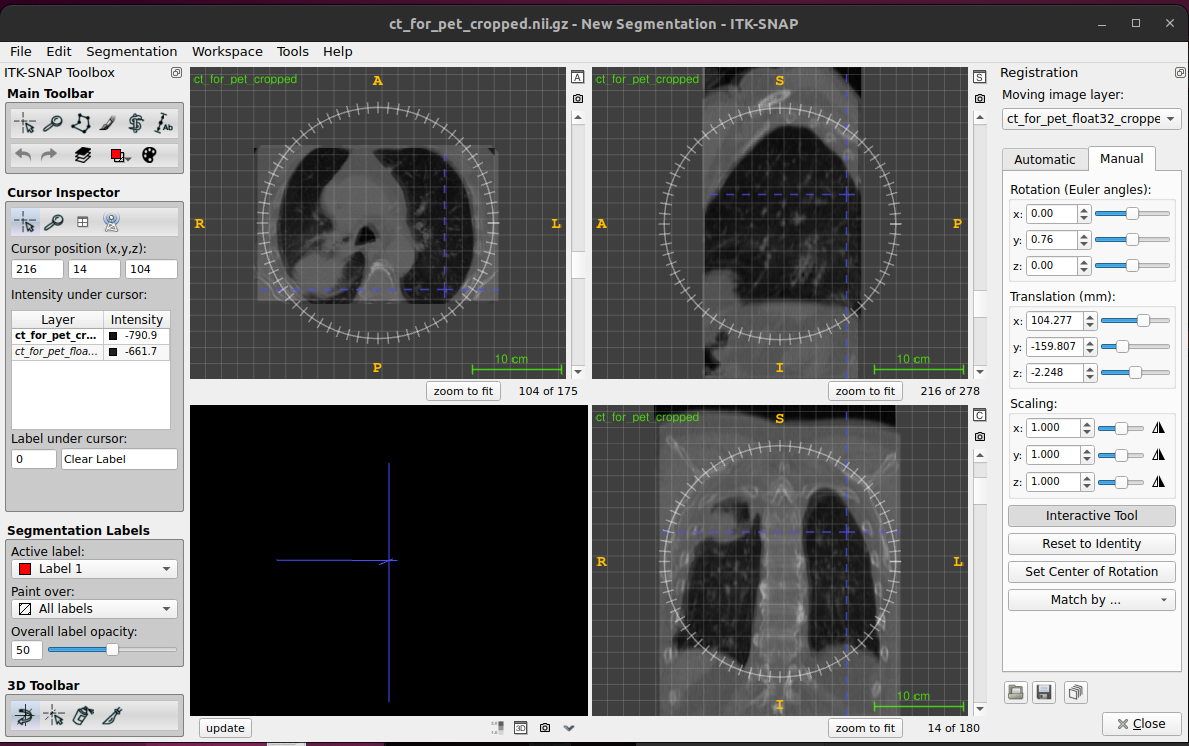 ct_for_pet_cropped.nii.gz - New Segmentation - ITK-SNAP
File Edit Segmentation Workspace Tools Help
ITK-SNAP Toolbox
Main Toolbar
Ab
Cursor Inspector
Cursor position (x,y,z):
216 14 104
Intensity under cursor:
Layer Intensity
ct_for_pet_cr... -790.9
ct_for_pet_floa... -661.7
Label under cursor:
0 Clear Label
Segmentation Labels
Active label:
Label 1
Paint over:
All labels
Overall label opacity:
50
3D Toolbar
ct_for_pet_cropped
A
R
L
P
10 cm
A
zoom to fit 104 of 175
ct_for_pet_cropped
S
A
P
I
10 cm
S
zoom to fit 216 of 278
update
3D
ct_for_pet_cropped
S
R
L
I
10 cm
C
zoom to fit 14 of 180
Registration
Moving image layer:
ct_for_pet_float32_croppe
Automatic Manual
Rotation (Euler angles):
x: 0.00
y: 0.76
z: 0.00
Translation (mm):
x: 104.277
y: -159.807
z: -2.248
Scaling:
x: 1.000
y: 1.000
z: 1.000
Interactive Tool
Reset to Identity
Set Center of Rotation
Match by ...
Close